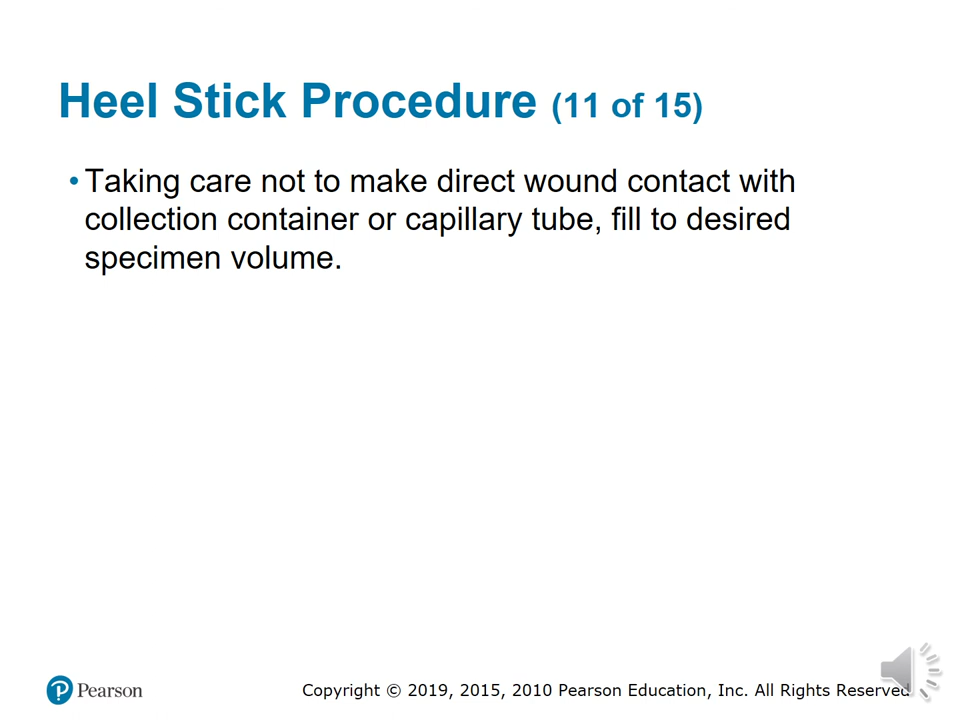 Heel Stick Procedure (11 of 15)
• Taking care not to make direct wound contact with
collection container or capillary tube, fill to desired
specimen volume.
Pearson
Copyright © 2019, 2015, 2010 Pearson Education, Inc. All Rights Reserved